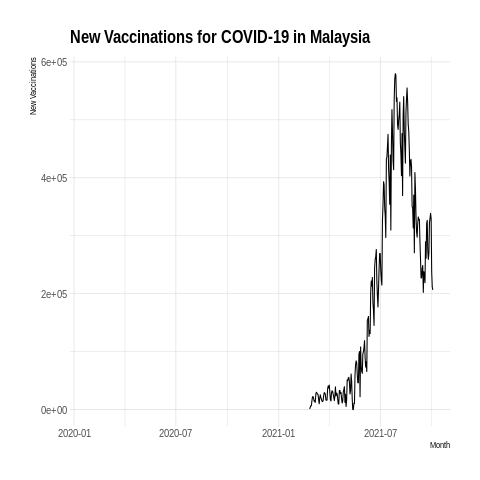 New Vaccinations for COVID-19 in Malaysia
New Vaccinations
6e+05
4e+05
2e+05
0e+00
2020-01 2020-07 2021-01 2021-07
Month